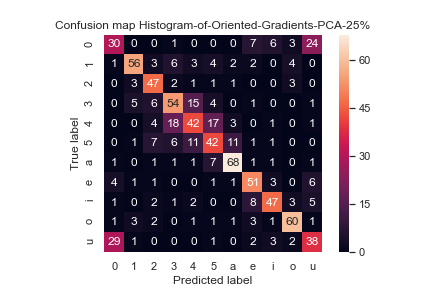 Confusion map Histogram-of-Oriented-Gradients-PCA-25%
0 30 0 0 1 0 0 0 7 6 3 24
1 1 56 3 6 3 4 2 2 0 4 0
2 0 3 47 2 1 1 1 0 0 3 0
3 0 5 6 54 15 4 0 1 0 0 1
4 0 0 4 18 42 17 3 0 1 0 1
5 0 1 7 6 11 42 11 0 1 0 1
a 1 0 1 1 1 7 68 1 1 0 1
e 4 1 1 0 0 1 1 51 3 0 6
i 1 0 2 1 2 0 0 8 47 3 5
o 1 3 2 0 1 1 1 3 1 60 1
u 29 1 0 0 0 0 0 2 3 2 38
0 1 2 3 4 5 a e i o u
True label
Predicted label
60
45
30
15
0